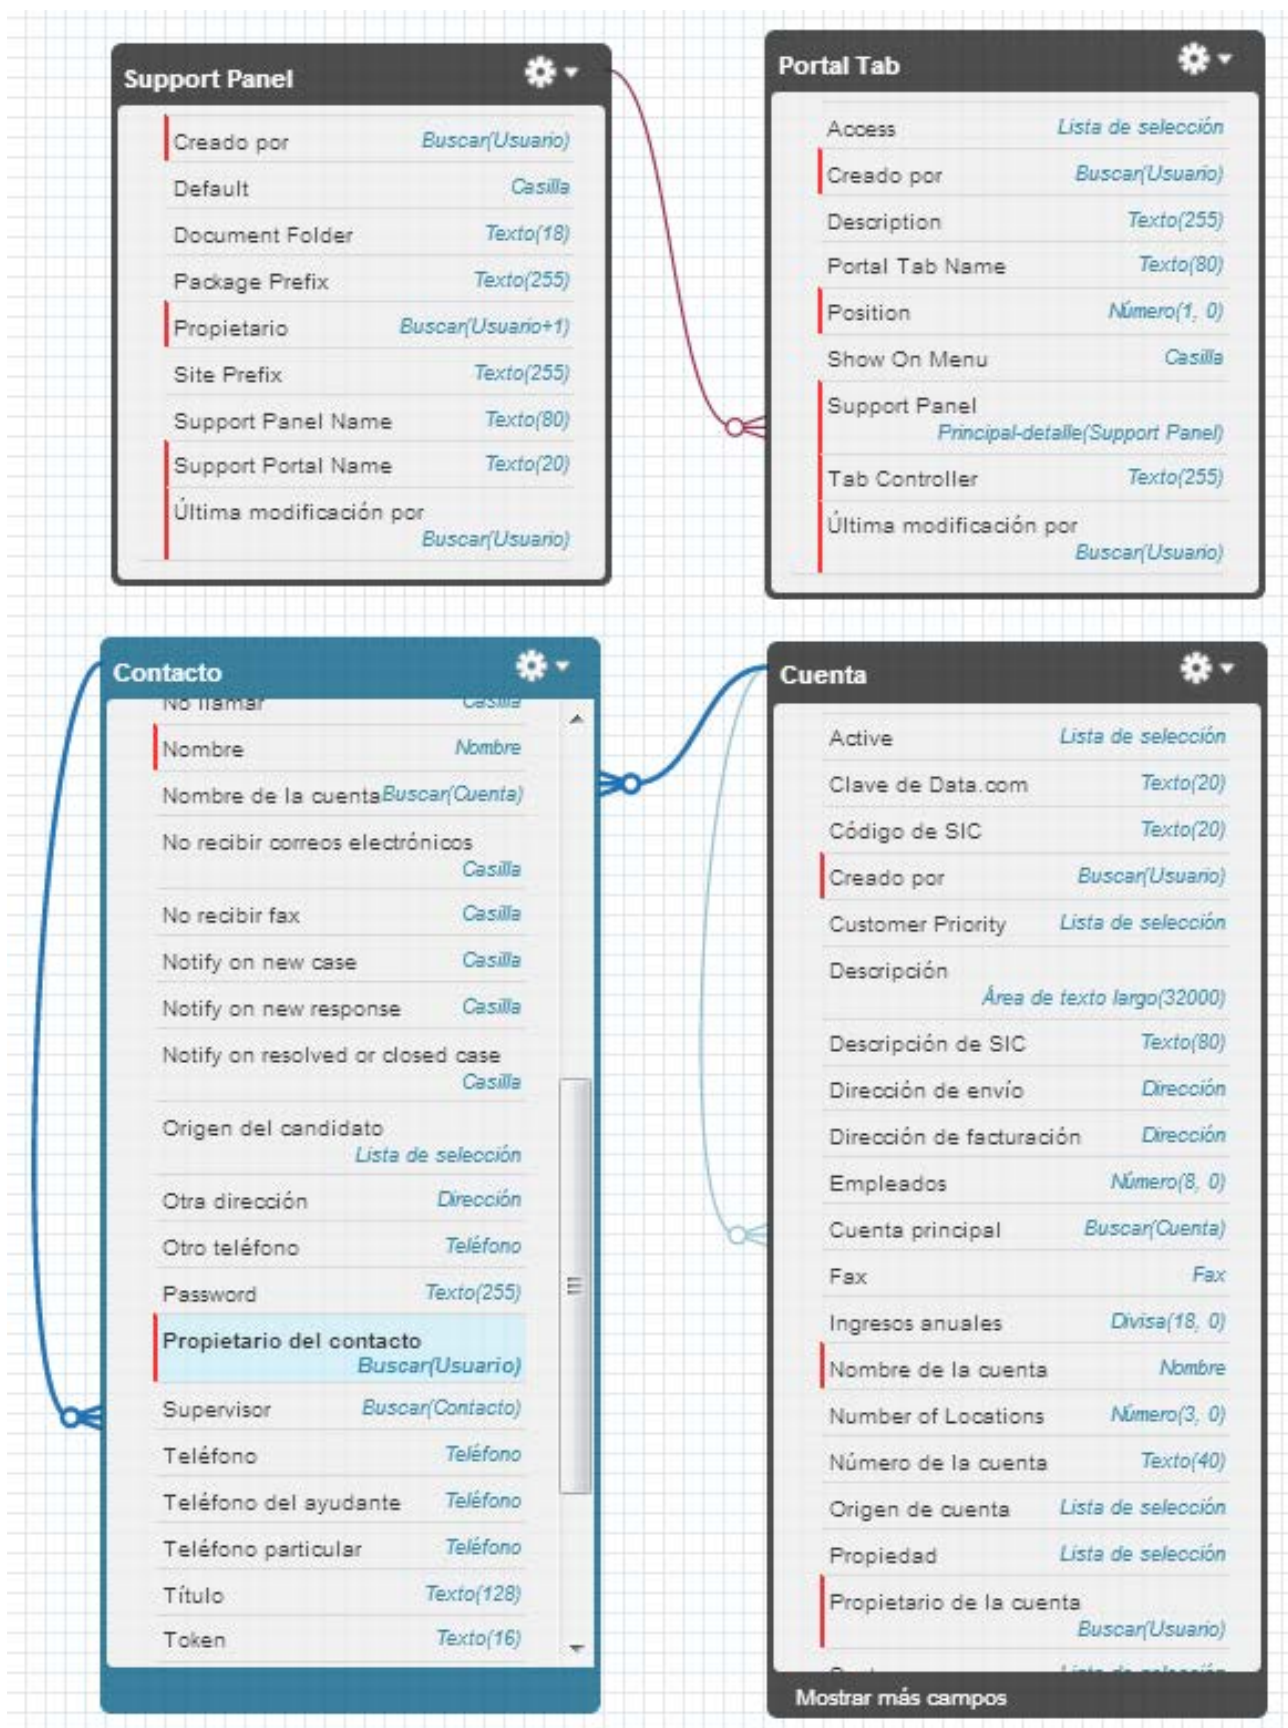 Support Panel
Creado por Buscar(Usuario)
Default Casilla
Document Folder Texto(18)
Package Prefix Texto(255)
Propietario Buscar(Usuario+1)
Site Prefix Texto(255)
Support Panel Name Texto(80)
Support Portal Name Texto(20)
Última modificación por
Buscar(Usuario)
Portal Tab
Access Lista de selección
Creado por Buscar(Usuario)
Description Texto(255)
Portal Tab Name Texto(80)
Position Número(1, 0)
Show On Menu Casilla
Support Panel
Principal-detalle(Support Panel)
Tab Controller Texto(255)
Última modificación por
Buscar(Usuario)
Contacto
No llamar Casilla
Nombre Nombre
Nombre de la cuenta Buscar(Cuenta)
No recibir correos electrónicos
Casilla
No recibir fax Casilla
Notify on new case Casilla
Notify on new response Casilla
Notify on resolved or closed case
Casilla
Origen del candidato
Lista de selección
Otra dirección Dirección
Otro teléfono Teléfono
Password Texto(255)
Propietario del contacto
Buscar(Usuario)
Supervisor Buscar(Contacto)
Teléfono Teléfono
Teléfono del ayudante Teléfono
Teléfono particular Teléfono
Título Texto(128)
Token Texto(16)
Cuenta
Active Lista de selección
Clave de Data.com Texto(20)
Código de SIC Texto(20)
Creado por Buscar(Usuario)
Customer Priority Lista de selección
Descripción
Área de texto largo(32000)
Descripción de SIC Texto(80)
Dirección de envío Dirección
Dirección de facturación Dirección
Empleados Número(8, 0)
Cuenta principal Buscar(Cuenta)
Fax Fax
Ingresos anuales Divisa(18, 0)
Nombre de la cuenta Nombre
Number of Locations Número(3, 0)
Número de la cuenta Texto(40)
Origen de cuenta Lista de selección
Propiedad Lista de selección
Propietario de la cuenta
Buscar(Usuario)
Lista de selección
Mostrar más campos